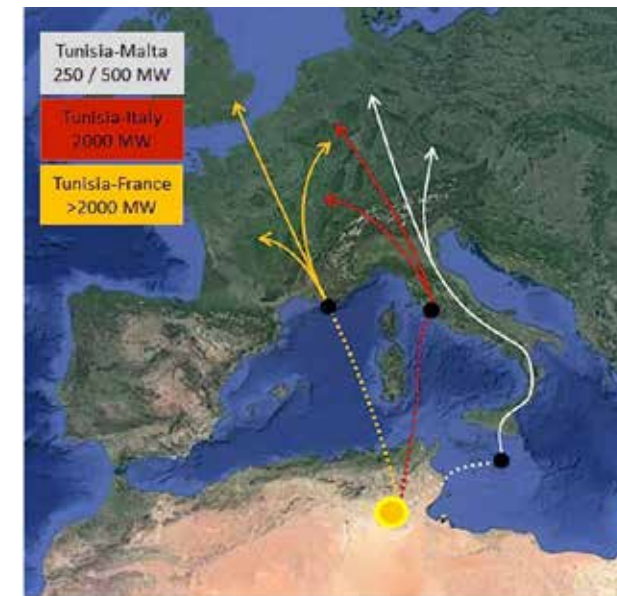 Tunisia-Malta
250 / 500 MW
Tunisia-Italy
2000 MW
Tunisia-France
>2000 MW